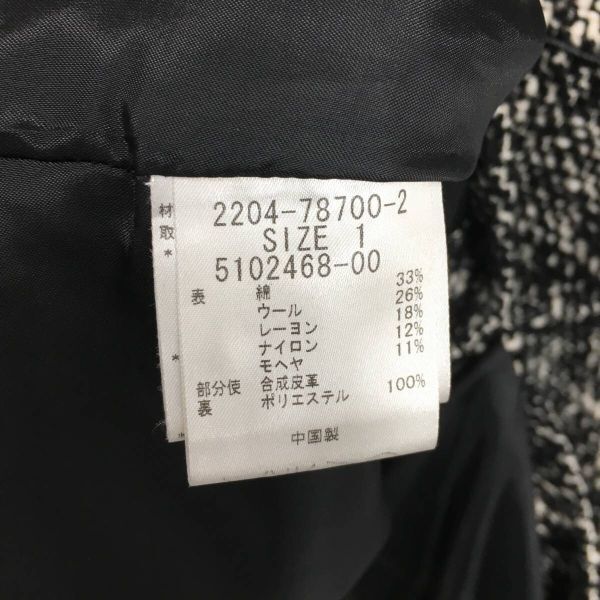 材
取
*
*
2204-78700-2
SIZE 1
5102468-00
表 綿 33%
ウール 26%
レーヨン 18%
ナイロン 12%
モヘヤ 11%
部分使 合成皮革
裏 ポリエステル 100%
中国製